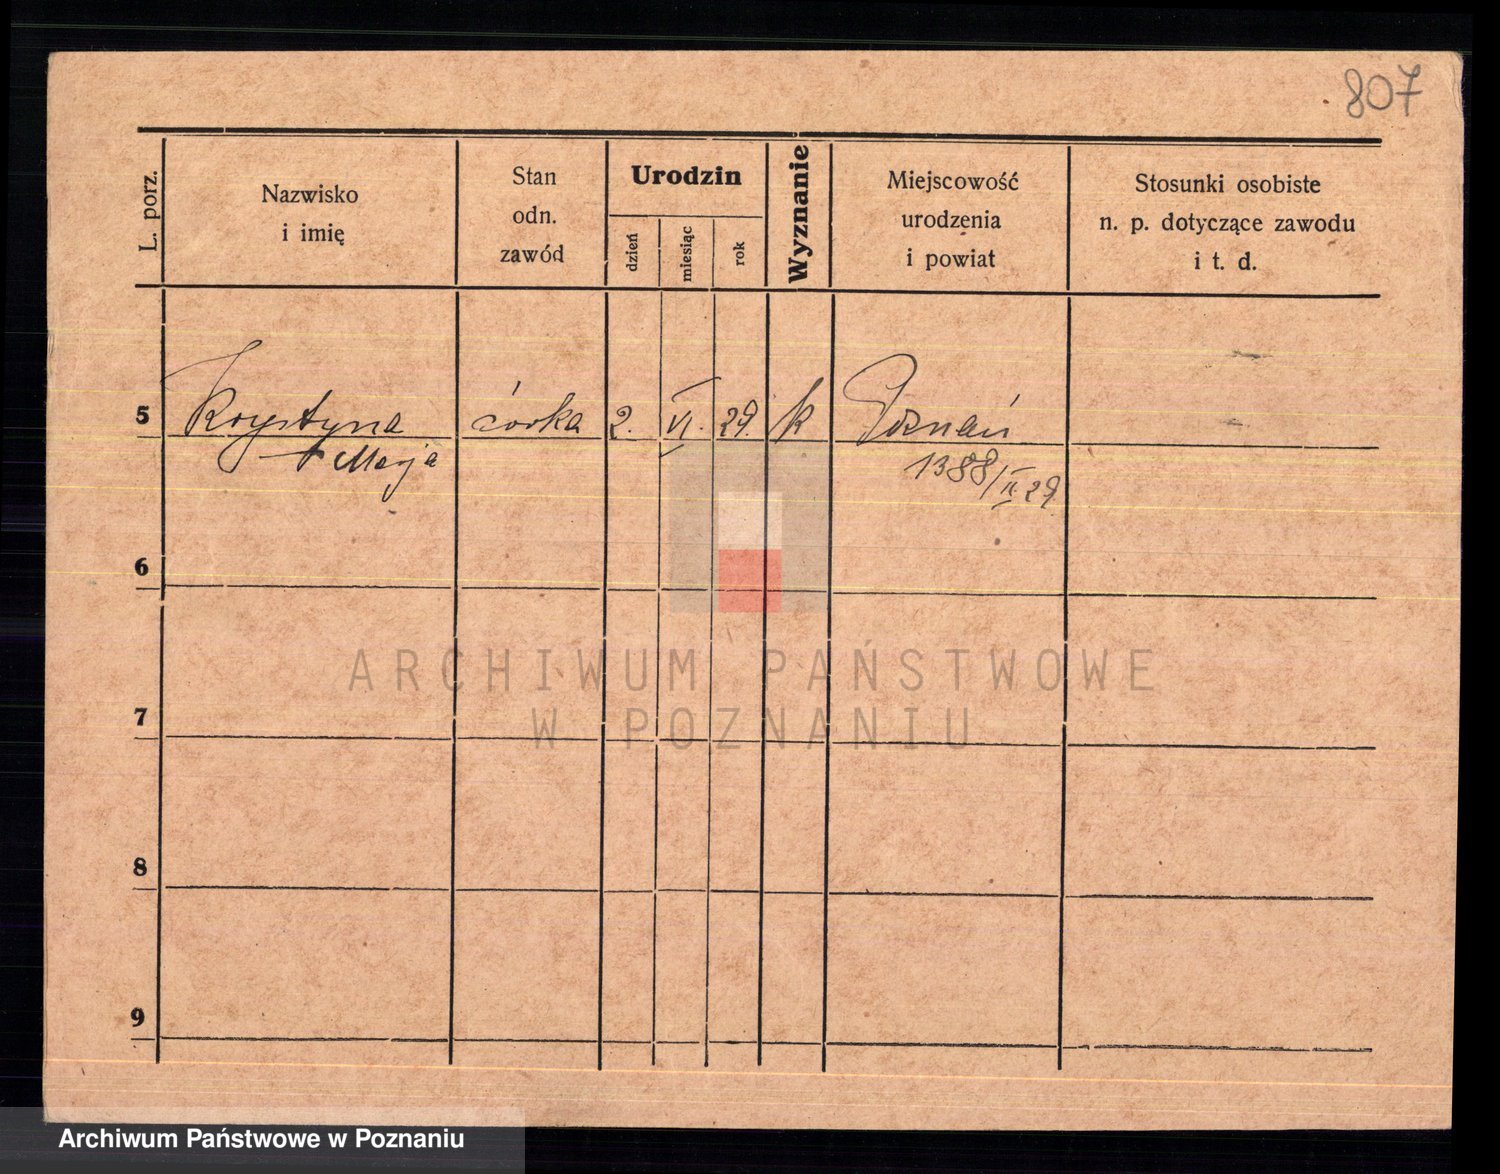 807
L. porz.
Nazwisko
i imię
Stan
odn.
zawód
Urodzin
dzień
miesiąc
rok
Wyznanie
Miejscowość
urodzenia
i powiat
Stosunki osobiste
n. p. dotyczące zawodu
i t. d.
5 Krystyna córka 2. VI. 29. k Poznań
Marja
1388/II 29.
6
ARCHIWUM PAŃSTWOWE
7
W POZNANIU
8
9
Archiwum Państwowe w Poznaniu